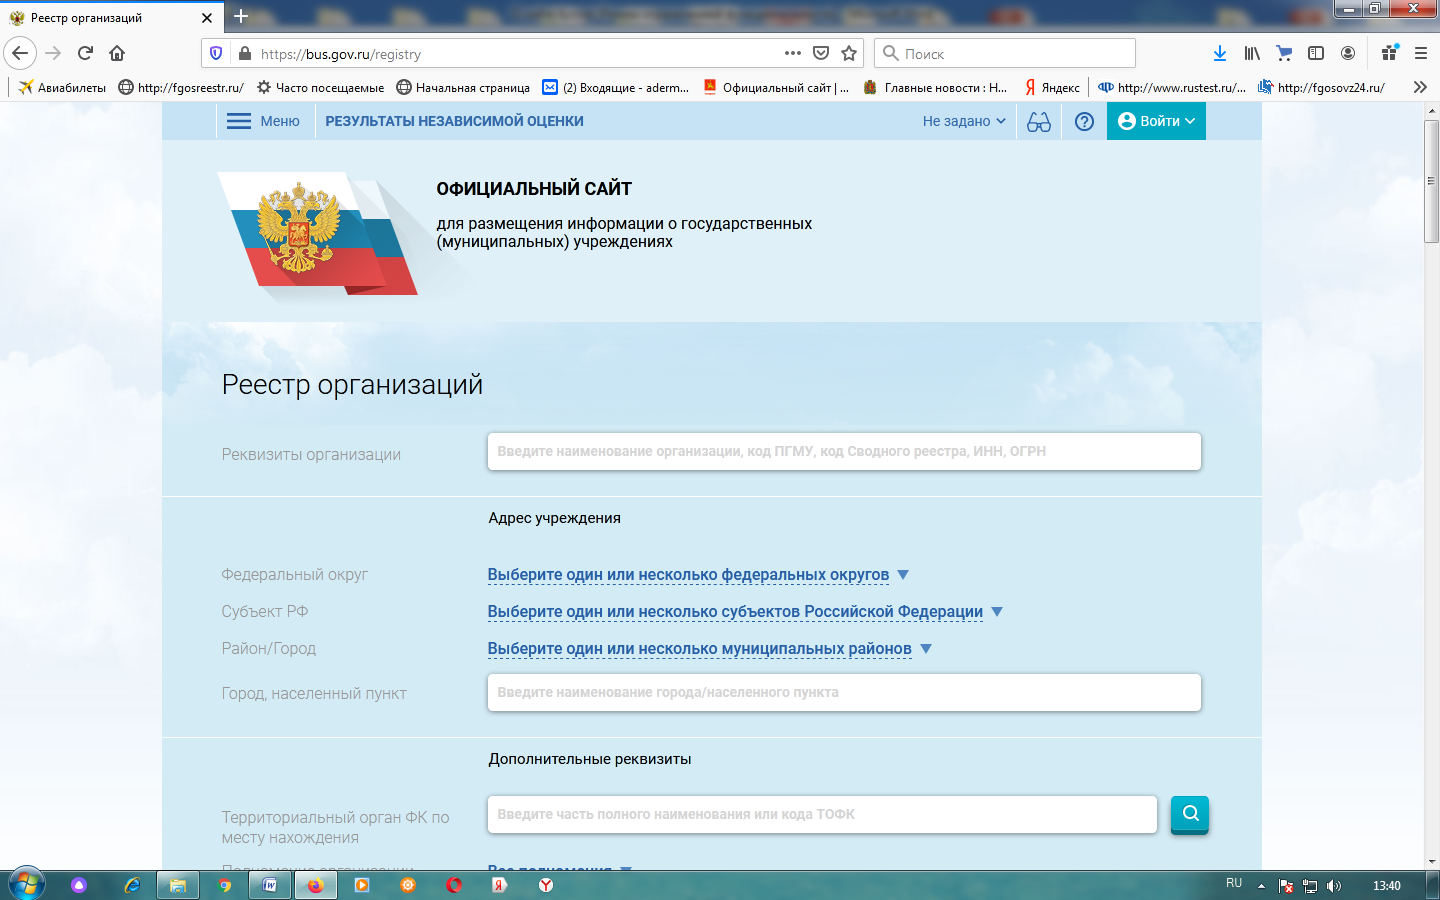 Реестр организаций
https://bus.gov.ru/registry
Поиск
Авиабилеты
http://fgosreestr.ru/
Часто посещаемые
Начальная страница
(2) Входящие - aderm...
Официальный сайт | ...
Главные новости : Н...
Яндекс
http://www.rustest.ru/...
http://fgosovz24.ru/
Меню
РЕЗУЛЬТАТЫ НЕЗАВИСИМОЙ ОЦЕНКИ
Не задано
Войти
ОФИЦИАЛЬНЫЙ САЙТ
для размещения информации о государственных
(муниципальных) учреждениях
Реестр организаций
Реквизиты организации
Введите наименование организации, код ПГМУ, код Сводного реестра, ИНН, ОГРН
Адрес учреждения
Федеральный округ
Выберите один или несколько федеральных округов
Субъект РФ
Выберите один или несколько субъектов Российской Федерации
Район/Город
Выберите один или несколько муниципальных районов
Город, населенный пункт
Введите наименование города/населенного пункта
Дополнительные реквизиты
Территориальный орган ФК по
месту нахождения
Введите часть полного наименования или кода ТОФК
RU
13:40